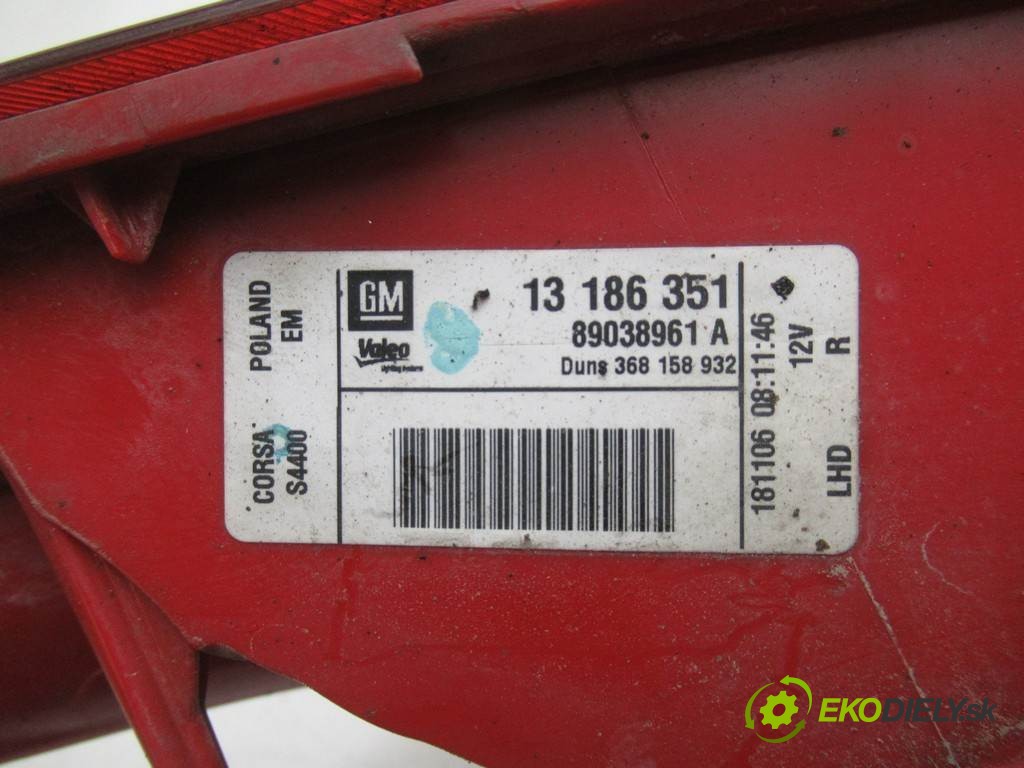 CORSA POLAND
S4400 EM
GM
Valeo
13 186 351
89038961 A
Duns 368 158 932
181106 08:11:46
12V
LHD R
EKODIELY.sk